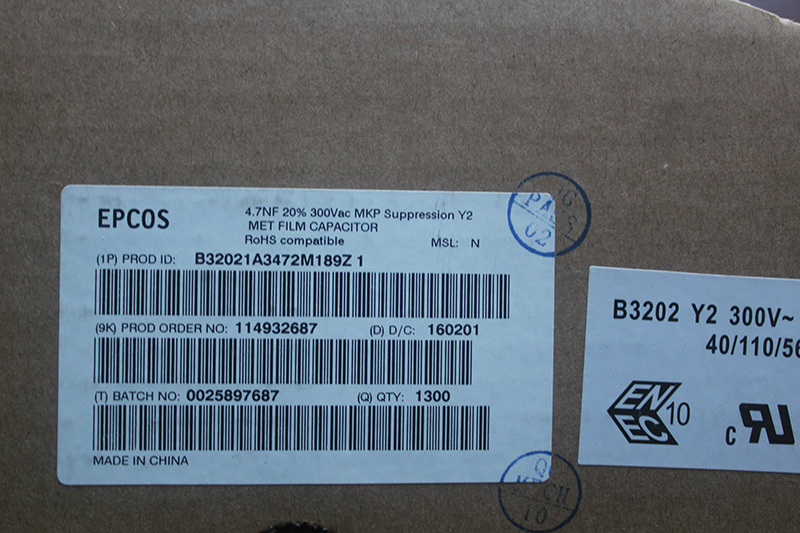 EPCOS
4.7NF 20% 300Vac MKP Suppression Y2
MET FILM CAPACITOR
RoHS compatible
MSL: N
(1P) PROD ID: B32021A3472M189Z 1
(9K) PROD ORDER NO: 114932687 (D) D/C: 160201
(T) BATCH NO: 0025897687 (Q) QTY: 1300
MADE IN CHINA
02
10
B3202 Y2 300V~
40/110/56
EN
EC
10
c